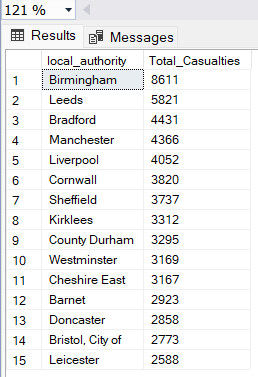 121 %
Results Messages
local_authority Total_Casualties
1 Birmingham 8611
2 Leeds 5821
3 Bradford 4431
4 Manchester 4366
5 Liverpool 4052
6 Cornwall 3820
7 Sheffield 3737
8 Kirklees 3312
9 County Durham 3295
10 Westminster 3169
11 Cheshire East 3167
12 Barnet 2923
13 Doncaster 2858
14 Bristol, City of 2773
15 Leicester 2588